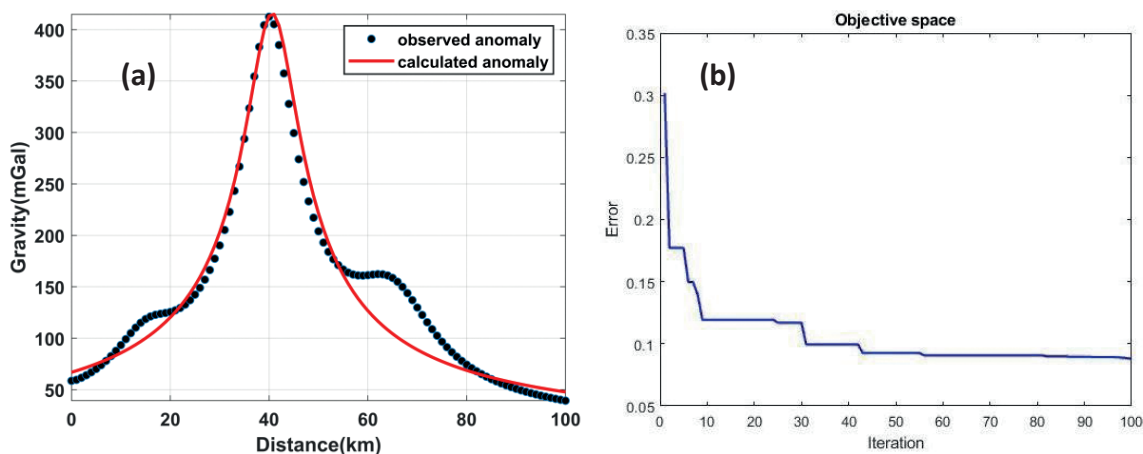 (a)
observed anomaly
calculated anomaly
400
350
300
250
200
150
100
50
Gravity(mGal)
0 20 40 60 80 100
Distance(km)
Objective space
(b)
0.35
0.3
0.25
0.2
0.15
0.1
0.05
Error
0 10 20 30 40 50 60 70 80 90 100
Iteration